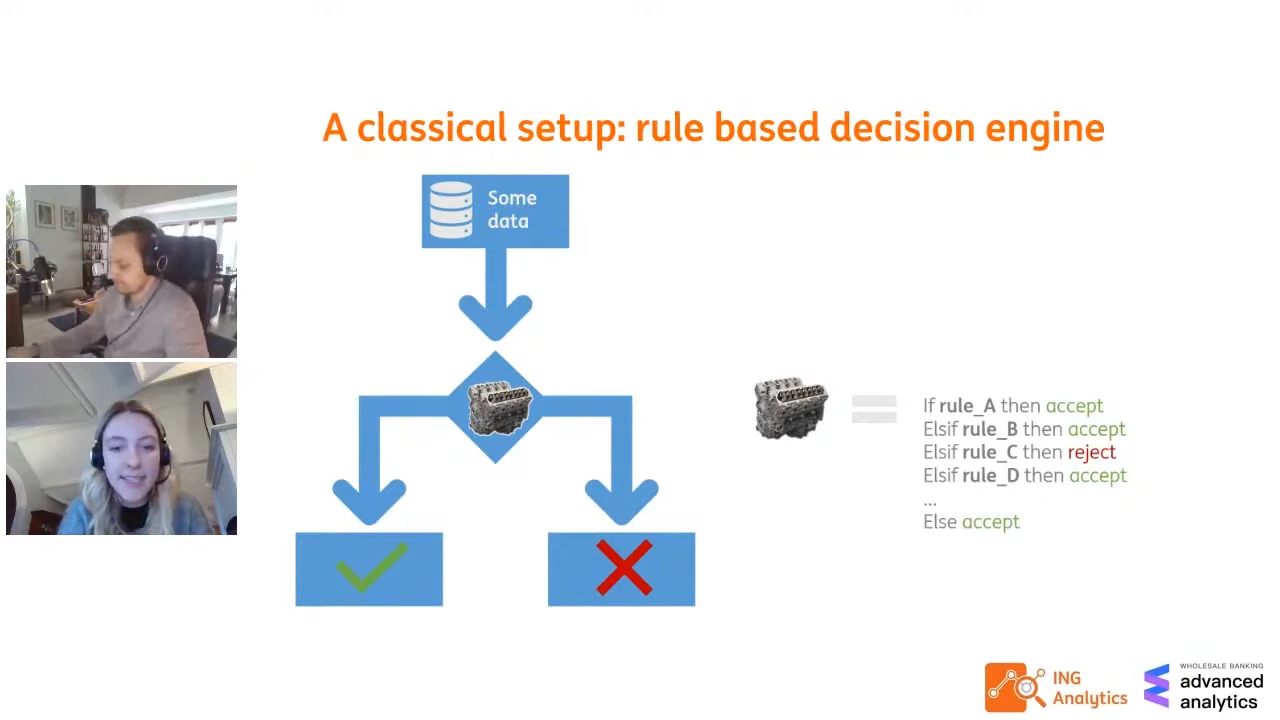 A classical setup: rule based decision engine
Some
data
If rule_A then accept
Elsif rule_B then accept
Elsif rule_C then reject
Elsif rule_D then accept
...
Else accept
ING
Analytics
WHOLESALE BANKING
advanced
analytics